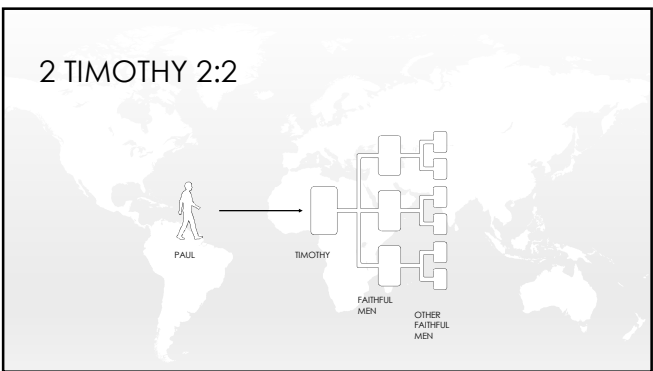 2 TIMOTHY 2:2
PAUL
TIMOTHY
FAITHFUL
MEN
OTHER
FAITHFUL
MEN